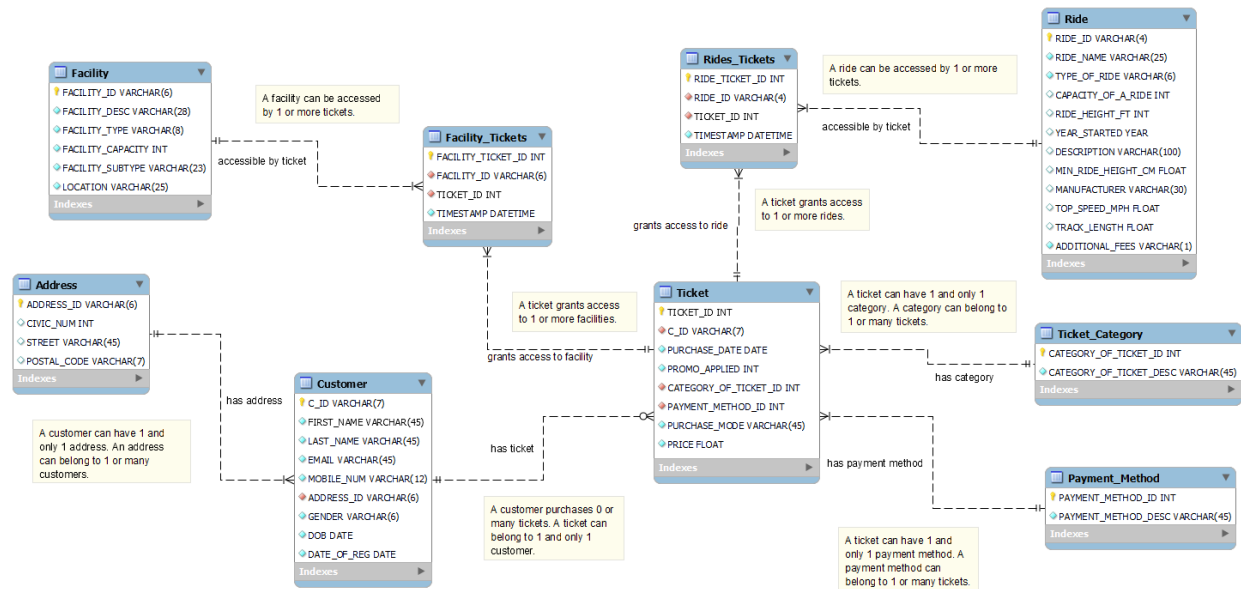 Facility
FACILITY_ID VARCHAR(6)
FACILITY_DESC VARCHAR(28)
FACILITY_TYPE VARCHAR(8)
FACILITY_CAPACITY INT
FACILITY_SUBTYPE VARCHAR(23)
LOCATION VARCHAR(25)
Indexes
A facility can be accessed
by 1 or more tickets.
accessible by ticket
Facility_Tickets
FACILITY_TICKET_ID INT
FACILITY_ID VARCHAR(6)
TICKET_ID INT
TIMESTAMP DATETIME
Indexes
Rides_Tickets
RIDE_TICKET_ID INT
RIDE_ID VARCHAR(4)
TICKET_ID INT
TIMESTAMP DATETIME
Indexes
A ride can be accessed by 1 or more
tickets.
accessible by ticket
Ride
RIDE_ID VARCHAR(4)
RIDE_NAME VARCHAR(25)
TYPE_OF_RIDE VARCHAR(6)
CAPACITY_OF_A_RIDE INT
RIDE_HEIGHT_FT INT
YEAR_STARTED YEAR
DESCRIPTION VARCHAR(100)
MIN_RIDE_HEIGHT_CM FLOAT
MANUFACTURER VARCHAR(30)
TOP_SPEED_MPH FLOAT
TRACK_LENGTH FLOAT
ADDITIONAL_FEES VARCHAR(1)
Indexes
A ticket grants access
to 1 or more rides.
grants access to ride
Address
ADDRESS_ID VARCHAR(6)
CIVIC_NUM INT
STREET VARCHAR(45)
POSTAL_CODE VARCHAR(7)
Indexes
has address
A customer can have 1 and
only 1 address. An address
can belong to 1 or many
customers.
Customer
C_ID VARCHAR(7)
FIRST_NAME VARCHAR(45)
LAST_NAME VARCHAR(45)
EMAIL VARCHAR(45)
MOBILE_NUM VARCHAR(12)
ADDRESS_ID VARCHAR(6)
GENDER VARCHAR(6)
DOB DATE
DATE_OF_REG DATE
Indexes
A ticket grants access
to 1 or more facilities.
grants access to facility
has ticket
A customer purchases 0 or
many tickets. A ticket can
belong to 1 and only 1
customer.
Ticket
TICKET_ID INT
C_ID VARCHAR(7)
PURCHASE_DATE DATE
PROMO_APPLIED INT
CATEGORY_OF_TICKET_ID INT
PAYMENT_METHOD_ID INT
PURCHASE_MODE VARCHAR(45)
PRICE FLOAT
Indexes
A ticket can have 1 and only 1
category. A category can belong to
1 or many tickets.
has category
Ticket_Category
CATEGORY_OF_TICKET_ID INT
CATEGORY_OF_TICKET_DESC VARCHAR(45)
Indexes
has payment method
A ticket can have 1 and
only 1 payment method. A
payment method can
belong to 1 or many tickets.
Payment_Method
PAYMENT_METHOD_ID INT
PAYMENT_METHOD_DESC VARCHAR(45)
Indexes